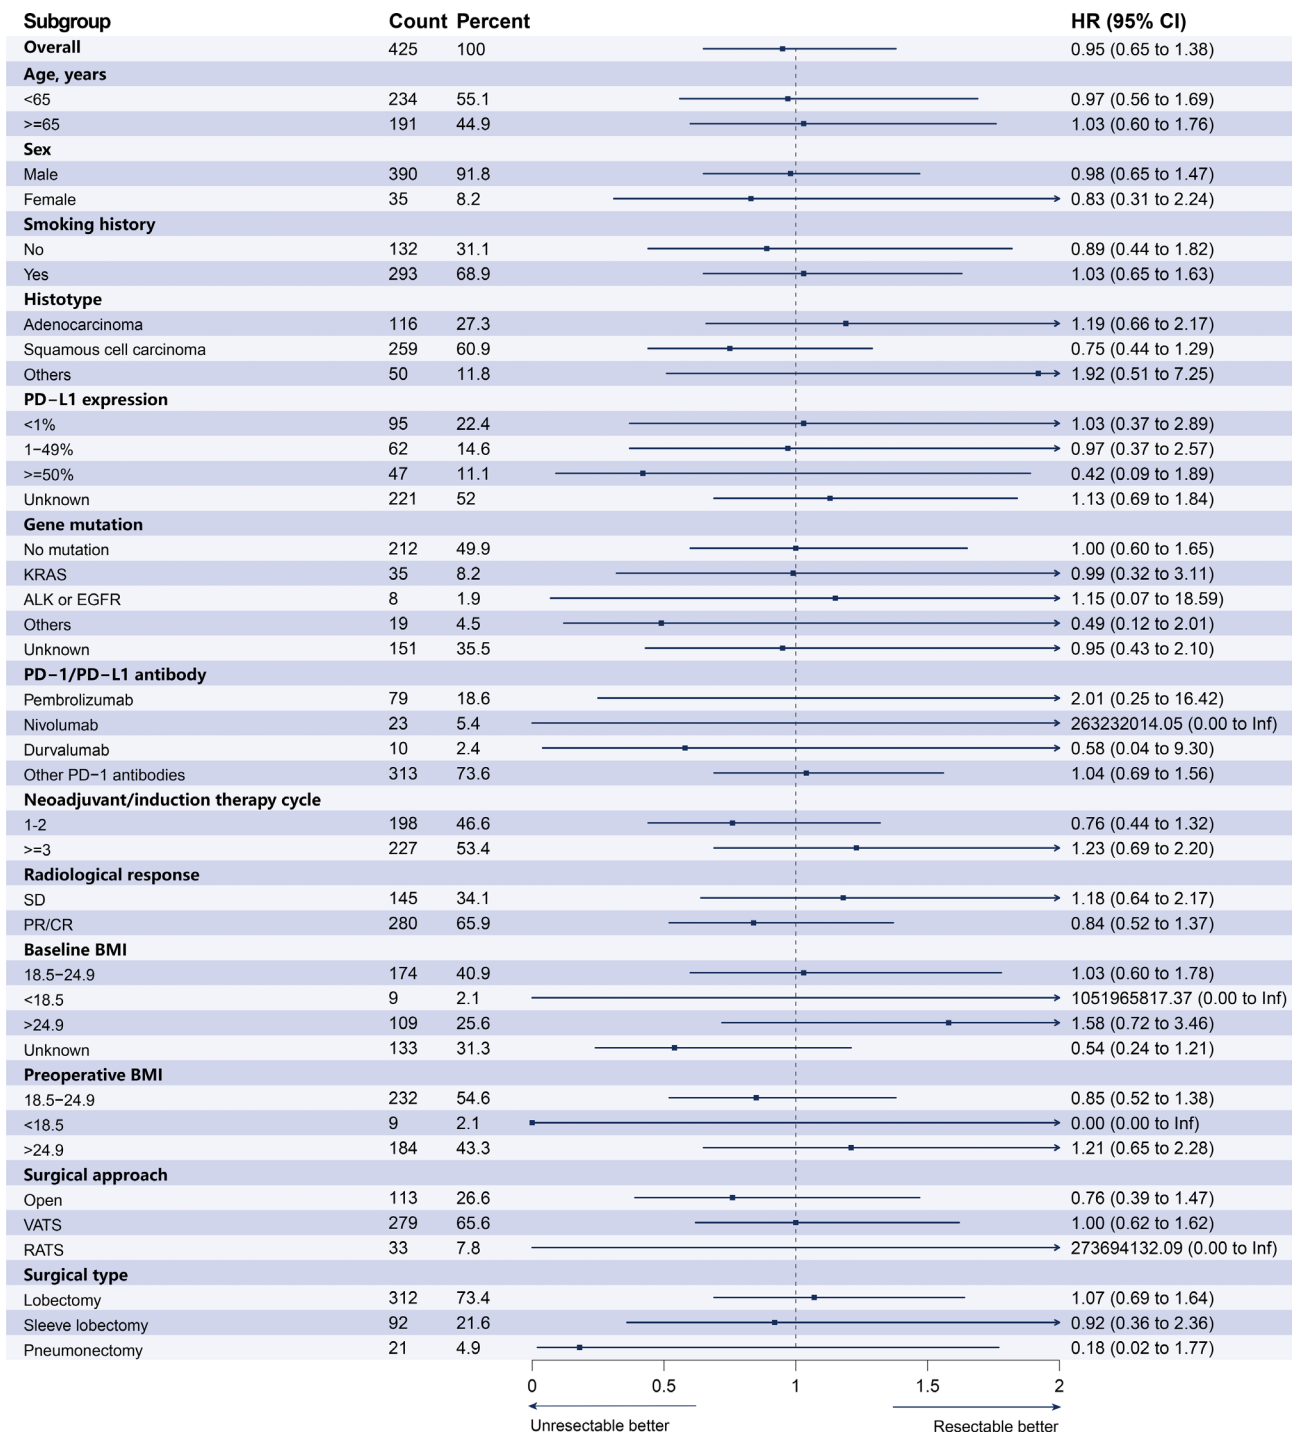 Subgroup Count Percent HR (95% CI)
Overall 425 100 0.95 (0.65 to 1.38)
Age, years
<65 234 55.1 0.97 (0.56 to 1.69)
>=65 191 44.9 1.03 (0.60 to 1.76)
Sex
Male 390 91.8 0.98 (0.65 to 1.47)
Female 35 8.2 0.83 (0.31 to 2.24)
Smoking history
No 132 31.1 0.89 (0.44 to 1.82)
Yes 293 68.9 1.03 (0.65 to 1.63)
Histotype
Adenocarcinoma 116 27.3 1.19 (0.66 to 2.17)
Squamous cell carcinoma 259 60.9 0.75 (0.44 to 1.29)
Others 50 11.8 1.92 (0.51 to 7.25)
PD−L1 expression
<1% 95 22.4 1.03 (0.37 to 2.89)
1−49% 62 14.6 0.97 (0.37 to 2.57)
>=50% 47 11.1 0.42 (0.09 to 1.89)
Unknown 221 52 1.13 (0.69 to 1.84)
Gene mutation
No mutation 212 49.9 1.00 (0.60 to 1.65)
KRAS 35 8.2 0.99 (0.32 to 3.11)
ALK or EGFR 8 1.9 1.15 (0.07 to 18.59)
Others 19 4.5 0.49 (0.12 to 2.01)
Unknown 151 35.5 0.95 (0.43 to 2.10)
PD−1/PD−L1 antibody
Pembrolizumab 79 18.6 2.01 (0.25 to 16.42)
Nivolumab 23 5.4 263232014.05 (0.00 to Inf)
Durvalumab 10 2.4 0.58 (0.04 to 9.30)
Other PD−1 antibodies 313 73.6 1.04 (0.69 to 1.56)
Neoadjuvant/induction therapy cycle
1-2 198 46.6 0.76 (0.44 to 1.32)
>=3 227 53.4 1.23 (0.69 to 2.20)
Radiological response
SD 145 34.1 1.18 (0.64 to 2.17)
PR/CR 280 65.9 0.84 (0.52 to 1.37)
Baseline BMI
18.5−24.9 174 40.9 1.03 (0.60 to 1.78)
<18.5 9 2.1 1051965817.37 (0.00 to Inf)
>24.9 109 25.6 1.58 (0.72 to 3.46)
Unknown 133 31.3 0.54 (0.24 to 1.21)
Preoperative BMI
18.5−24.9 232 54.6 0.85 (0.52 to 1.38)
<18.5 9 2.1 0.00 (0.00 to Inf)
>24.9 184 43.3 1.21 (0.65 to 2.28)
Surgical approach
Open 113 26.6 0.76 (0.39 to 1.47)
VATS 279 65.6 1.00 (0.62 to 1.62)
RATS 33 7.8 273694132.09 (0.00 to Inf)
Surgical type
Lobectomy 312 73.4 1.07 (0.69 to 1.64)
Sleeve lobectomy 92 21.6 0.92 (0.36 to 2.36)
Pneumonectomy 21 4.9 0.18 (0.02 to 1.77)
0 0.5 1 1.5 2
Unresectable better Resectable better